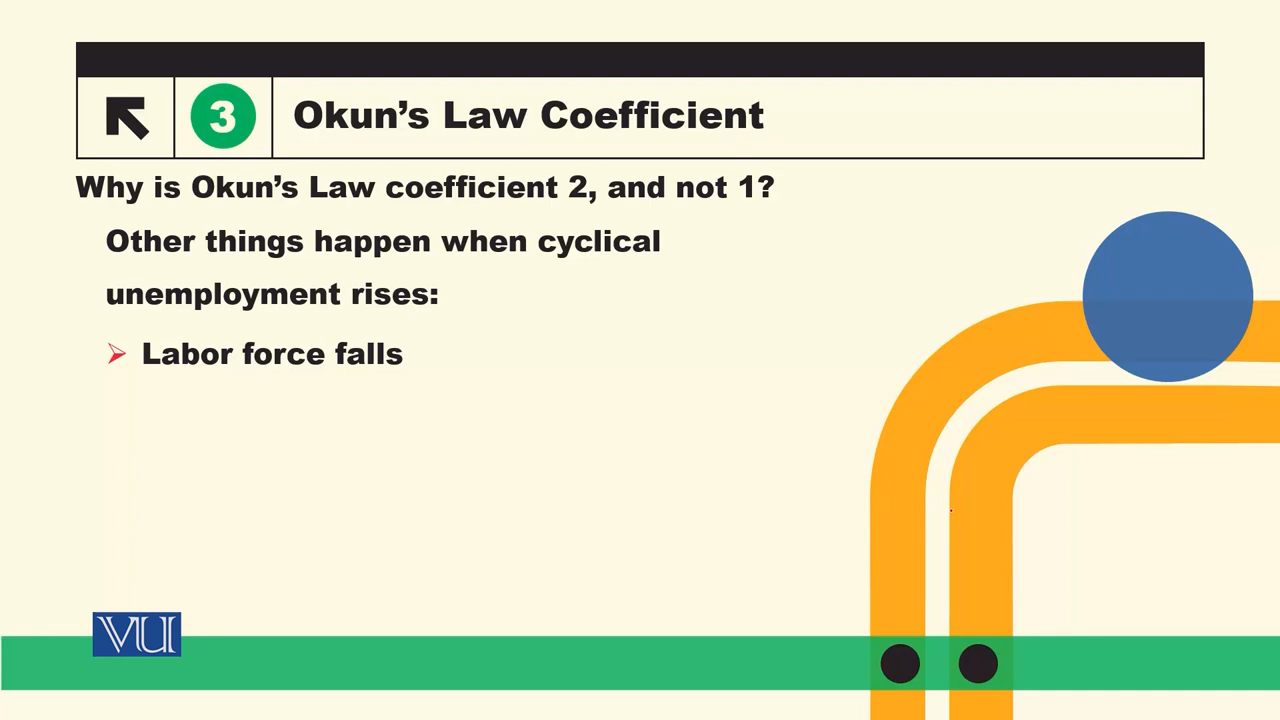 3
Okun’s Law Coefficient
Why is Okun’s Law coefficient 2, and not 1?
Other things happen when cyclical
unemployment rises:
Labor force falls
VU